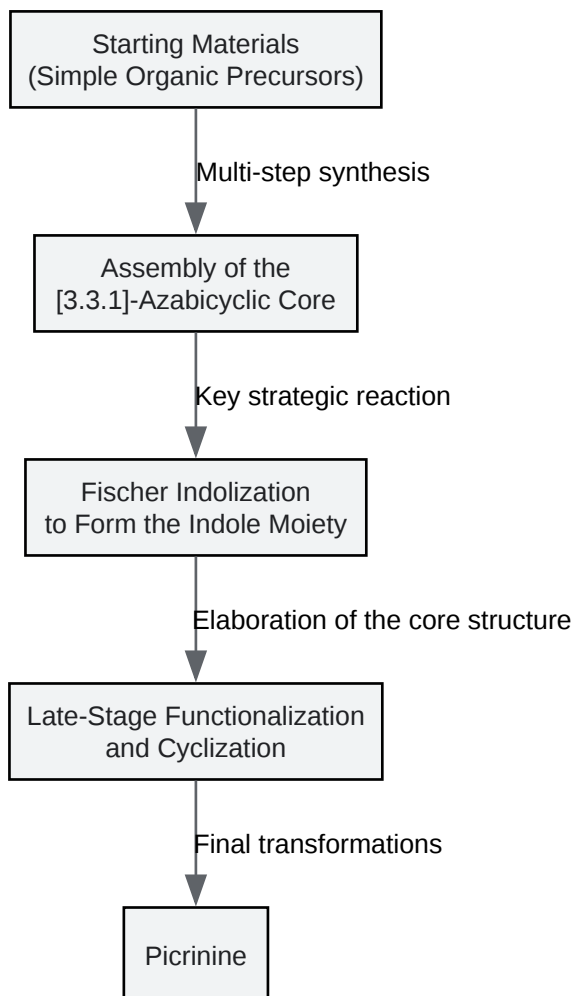 Starting Materials
(Simple Organic Precursors)
Multi-step synthesis
Assembly of the
[3.3.1]-Azabicyclic Core
Key strategic reaction
Fischer Indolization
to Form the Indole Moiety
Elaboration of the core structure
Late-Stage Functionalization
and Cyclization
Final transformations
Picrinine